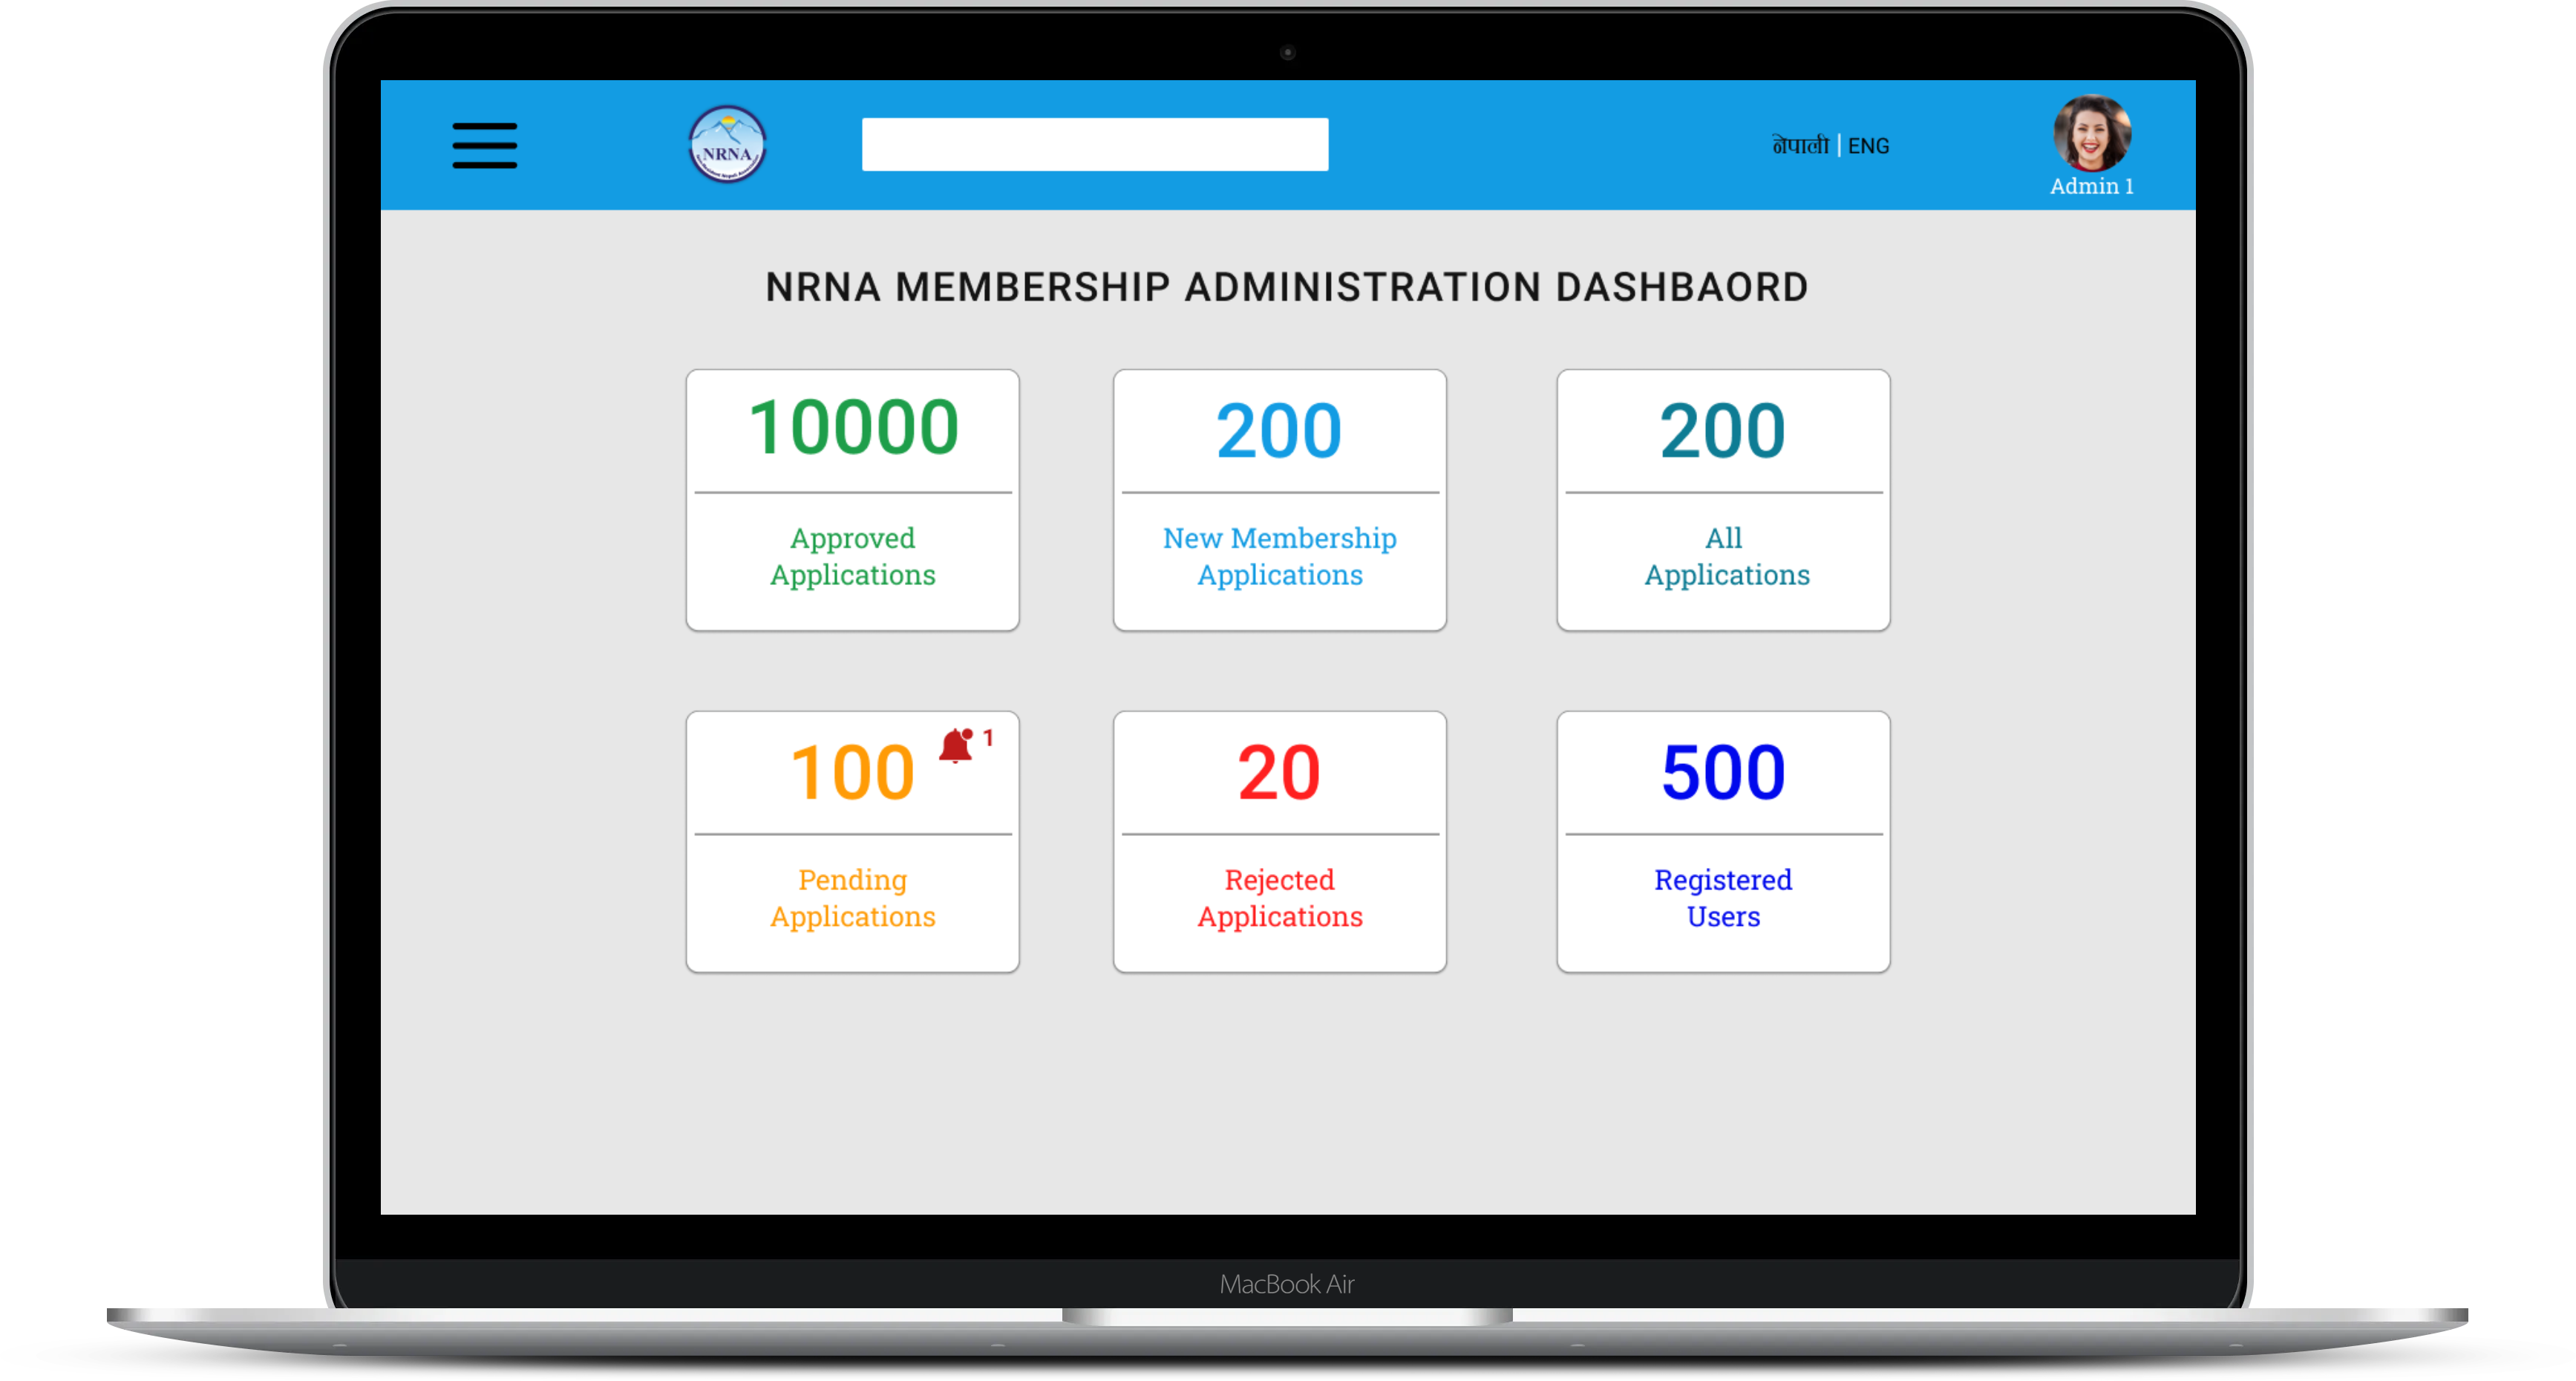 NRNA
नेपाली | ENG
Admin 1
NRNA MEMBERSHIP ADMINISTRATION DASHBAORD
10000
Approved
Applications
200
New Membership
Applications
200
All
Applications
100
1
Pending
Applications
20
Rejected
Applications
500
Registered
Users
MacBook Air